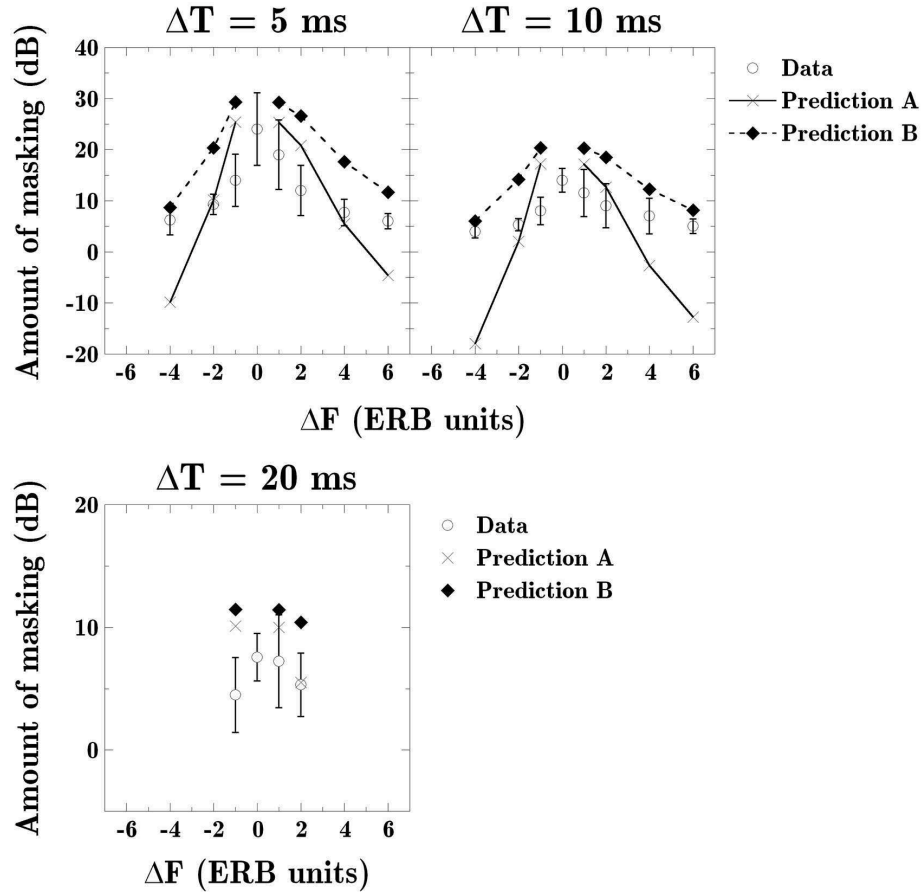 ΔT = 5 ms
ΔT = 10 ms
Amount of masking (dB)
40
30
20
10
0
-10
-20
-6 -4 -2 0 2 4 6
-6 -4 -2 0 2 4 6
ΔF (ERB units)
Data
Prediction A
Prediction B
ΔT = 20 ms
Amount of masking (dB)
20
10
0
-6 -4 -2 0 2 4 6
ΔF (ERB units)
Data
Prediction A
Prediction B